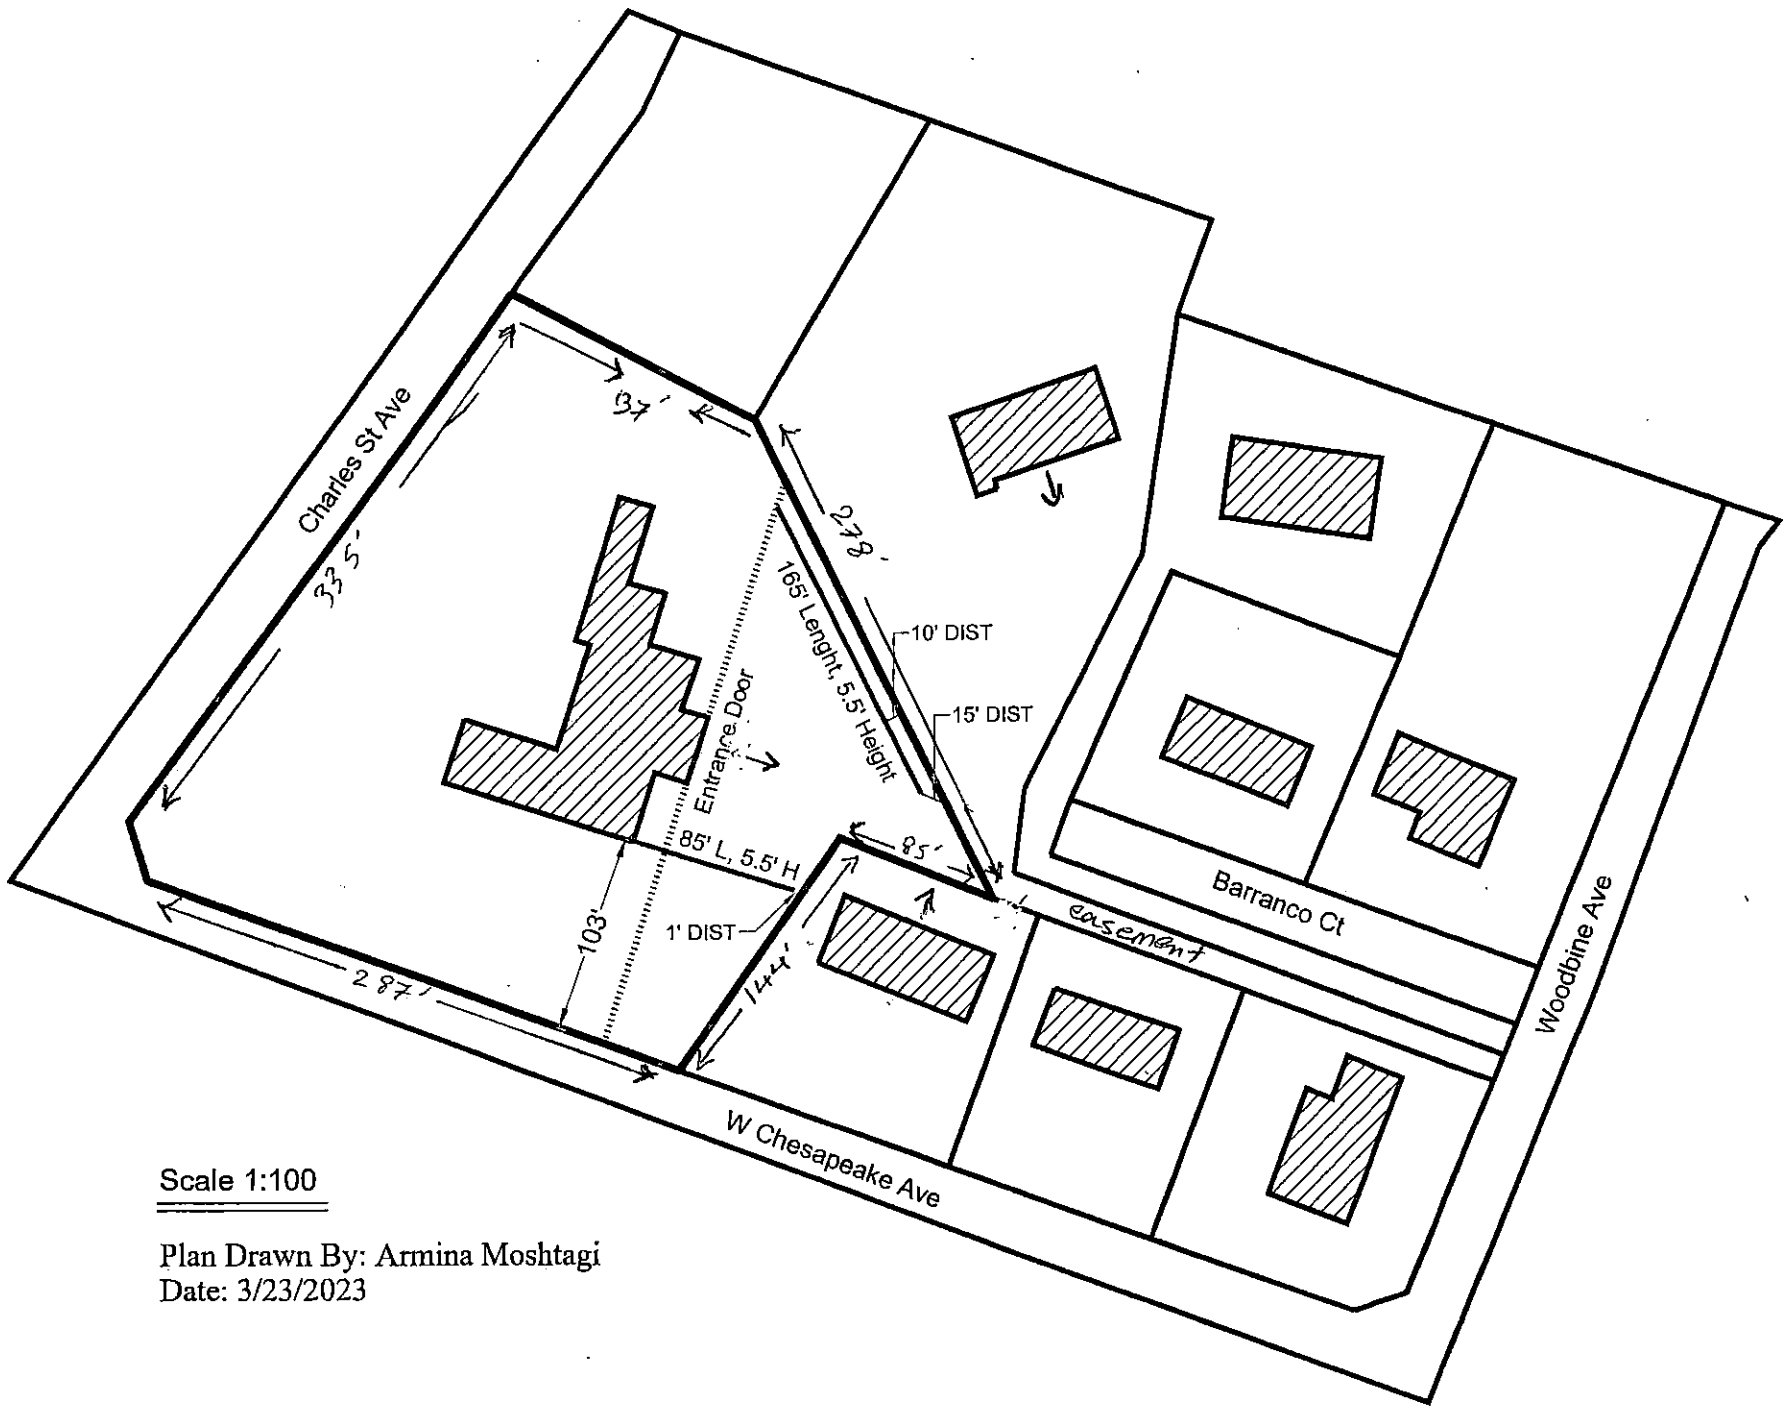 Charles St Ave
335'
37'
278'
165' Lenght, 5.5' Height
10' DIST
15' DIST
Entrance Door
85' L, 5.5' H
85'
1' DIST
103'
144'
287'
easement
Barranco Ct
Woodbine Ave
W Chesapeake Ave
Scale 1:100
Plan Drawn By: Armina Moshtagi
Date: 3/23/2023